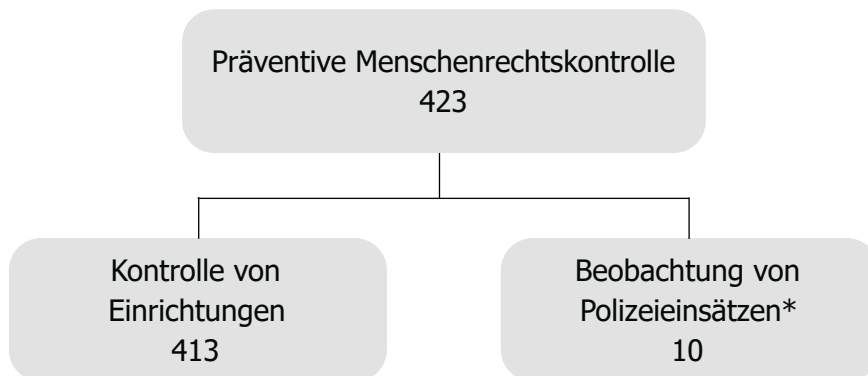 Präventive Menschenrechtskontrolle
423
Kontrolle von
Einrichtungen
413
Beobachtung von
Polizeieinsätzen*
10